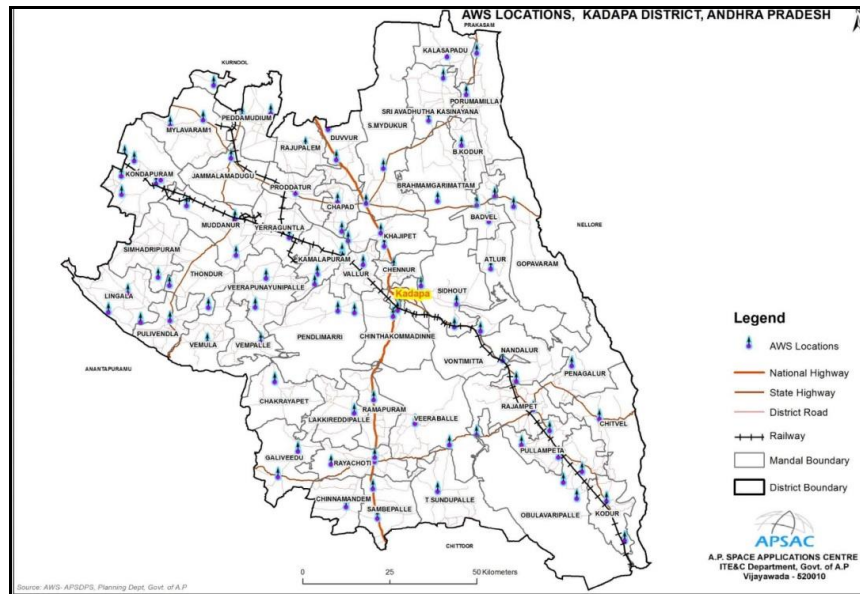 AWS LOCATIONS, KADAPA DISTRICT, ANDHRA PRADESH
PRAKASAM
KALASAPADU
KURNOOL
PORUMAMILLA
PEDDAMUDIUM
SRI AVADHUTHA KASINAYANA
MYLAVARAM1
S.MYDUKUR
DUVVUR
RAJUPALEM
B.KODUR
KONDAPURAM
JAMMALAMADUGU
BRAHMAMGARIMATTAM
PRODDATUR
CHAPAD
BADVEL
MUDDANUR
NELLORE
YERRAGUNTLA
KHAJIPET
SIMHADRIPURAM
KAMALAPURAM
ATLUR
GOPAVARAM
THONDUR
VALLUR
CHENNUR
VEERAPUNAYUNIPALLE
SIDHOUT
LINGALA
Kadapa
PULIVENDLA
VEMULA
VEMPALLE
PENDLIMARRI
CHINTHAKOMMADINNE
NANDALUR
VONTIMITTA
PENAGALUR
ANANTAPURAMU
CHAKRAYAPET
RAJAMPET
LAKKIREDDIPALLE
RAMAPURAM
VEERABALLE
CHITVEL
PULLAMPETA
GALIVEEDU
RAYACHOTI
CHINNAMANDEM
T.SUNDUPALLE
SAMBEPALLE
OBULAVARIPALLE
KODUR
CHITTOOR
Legend
AWS Locations
National Highway
State Highway
District Road
Railway
Mandal Boundary
District Boundary
APSAC
A.P. SPACE APPLICATIONS CENTRE
ITE&C Department, Govt. of A.P
Vijayawada - 520010
0 25 50 Kilometers
Source: AWS- APSDPS, Planning Dept, Govt. of A.P